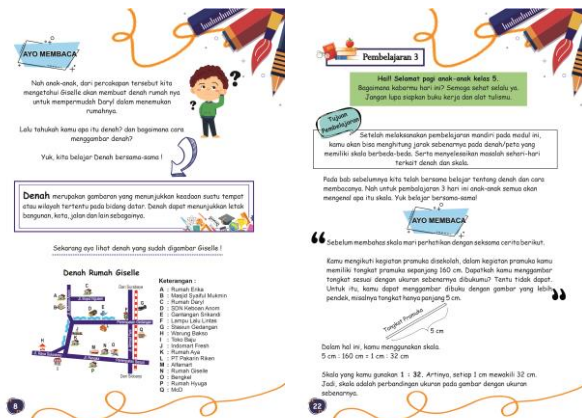 AYO MEMBACA
Nah anak-anak, dari percakapan tersebut kita
mengetahui Giselle akan membuat denah rumah nya
untuk mempermudah Daryl dalam menemukan
rumahnya.
Lalu tahukah kamu apa itu denah? dan bagaimana cara
menggambar denah?
Yuk, kita belajar Denah bersama-sama !
Denah merupakan gambaran yang menunjukkan keadaan suatu tempat
atau wilayah tertentu pada bidang datar. Denah dapat menunjukkan letak
bangunan, kota, jalan dan lain sebagainya.
Sekarang ayo lihat denah yang sudah digambar Giselle !
Denah Rumah Giselle
Keterangan :
A : Rumah Erika
B : Masjid Syaiful Mukmin
C : Rumah Daryl
D : SDN Keboan Anom
E : Gantangan Srikandi
F : Lampu Lalu Lintas
G : Stasiun Gedangan
H : Warung Bakso
I : Toko Baju
J : Indomart Fresh
K : Rumah Aya
L : PT Pakarin Riken
M : Alfamart
N : Rumah Giselle
O : Bengkel
P : Rumah Hyuga
Q : McD
8
Pembelajaran 3
Hai! Selamat pagi anak-anak kelas 5.
Bagaimana kabarmu hari ini? Semoga sehat selalu ya.
Jangan lupa siapkan buku kerja dan alat tulismu.
Tujuan
Pembelajaran
Setelah melaksanakan pembelajaran mandiri pada modul ini,
kamu akan bisa menghitung jarak sebenarnya pada denah/peta yang
memiliki skala berbeda-beda. Serta menyelesaikan masalah sehari-hari
terkait denah dan skala.
Pada bab sebelumnya kita telah bersama belajar tentang denah dan cara
membacanya. Nah untuk pembalajaran 3 hari ini anak-anak semua akan
mengenal apa itu skala. Yuk belajar bersama-sama!
AYO MEMBACA
Sebelum membahas skala mari perhatikan dengan seksama cerita berikut.
Kamu mengikuti kegiatan pramuka disekolah, dalam kegiatan pramuka kamu
memiliki tongkat pramuka sepanjang 160 cm. Dapatkah kamu menggambar
tongkat sesuai dengan ukuran sebenarnya dibukumu? Tentu tidak dapat.
Untuk itu, kamu dapat menggambar dibuku dengan gambar yang lebih
pendek, misalnya tongkat hanya panjang 5 cm.
Tongkat Pramuka
5 cm
Dalam hal ini, kamu menggunakan skala.
5 cm : 160 cm = 1 cm : 32 cm
Skala yang kamu gunakan 1 : 32. Artinya, setiap 1 cm mewakili 32 cm.
Jadi, skala adalah perbandingan ukuran pada gambar dengan ukuran
sebenarnya.
22